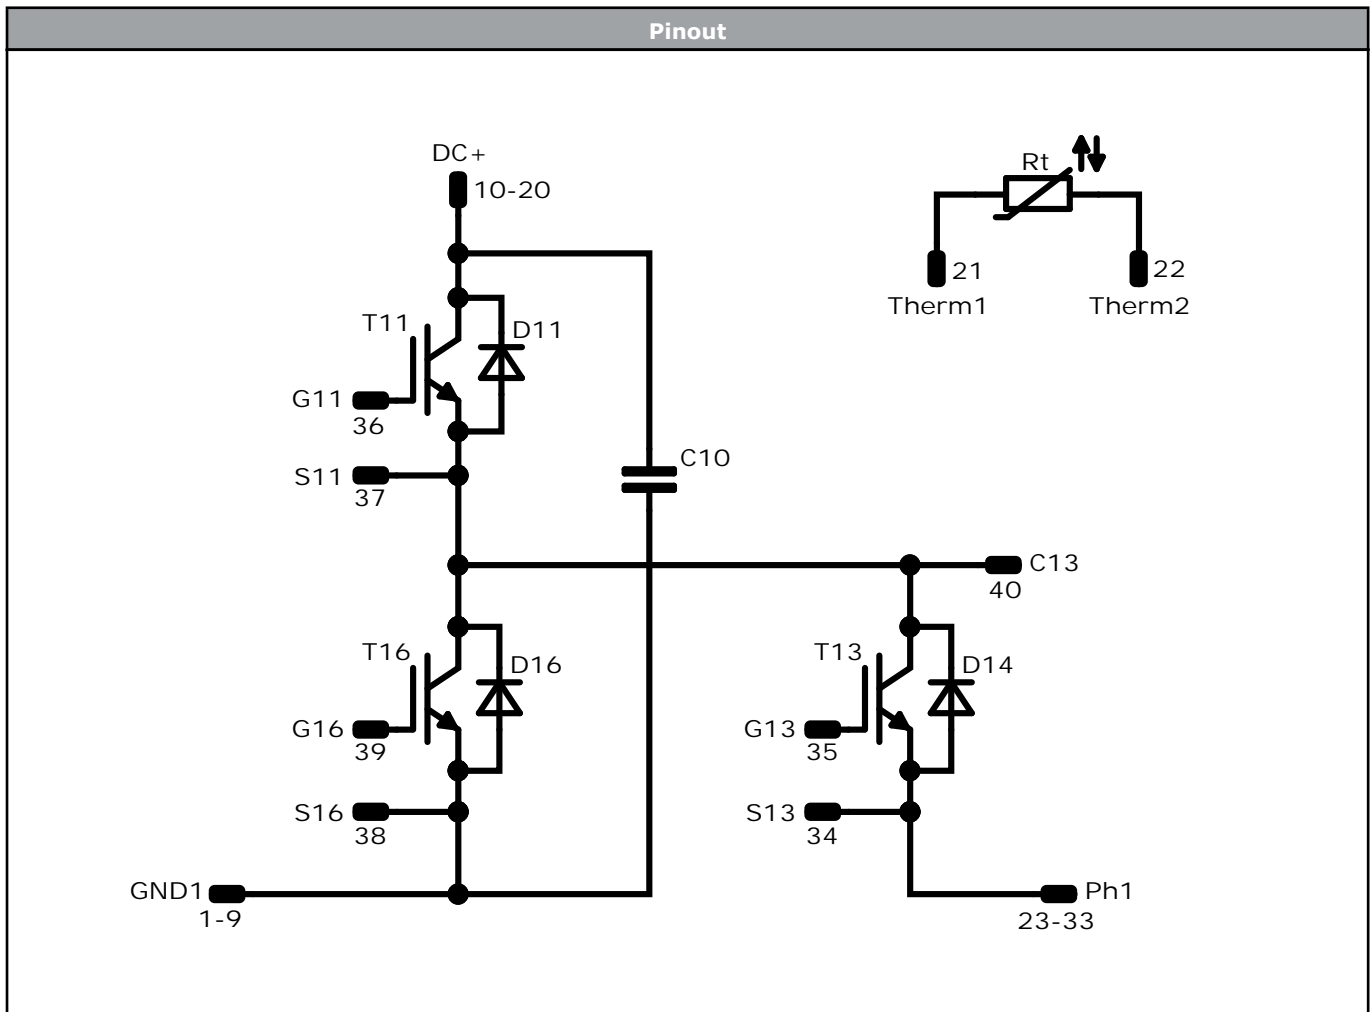 Pinout
DC+
10-20
Rt
21
22
Therm1
Therm2
T11
D11
G11
36
S11
37
C10
C13
40
T16
D16
T13
D14
G16
39
G13
35
S16
38
S13
34
GND1
1-9
Ph1
23-33